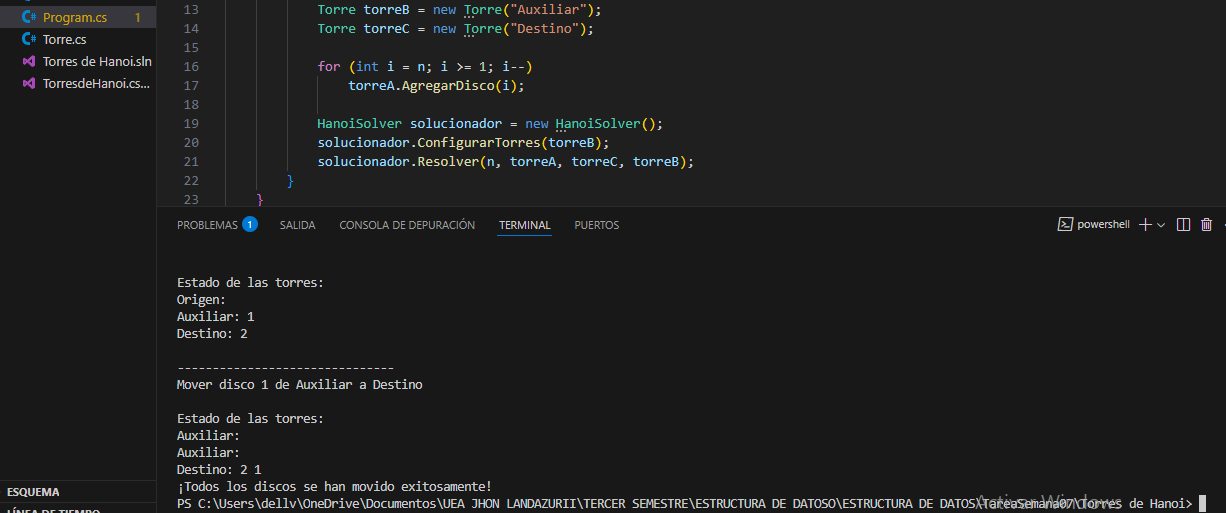 Program.cs 1
Torre.cs
Torres de Hanoi.sln
TorresdeHanoi.cs...
13 Torre torreB = new Torre("Auxiliar");
14 Torre torreC = new Torre("Destino");
15
16 for (int i = n; i >= 1; i--)
17 torreA.AgregarDisco(i);
18
19 HanoiSolver solucionador = new HanoiSolver();
20 solucionador.ConfigurarTorres(torreB);
21 solucionador.Resolver(n, torreA, torreC, torreB);
22 }
23 }
PROBLEMAS 1 SALIDA CONSOLA DE DEPURACIÓN TERMINAL PUERTOS powershell
Estado de las torres:
Origen:
Auxiliar: 1
Destino: 2
-------------------------------
Mover disco 1 de Auxiliar a Destino
Estado de las torres:
Auxiliar:
Auxiliar:
Destino: 2 1
¡Todos los discos se han movido exitosamente!
PS C:\Users\dellv\OneDrive\Documentos\UEA JHON LANDAZURII\TERCER SEMESTRE\ESTRUCTURA DE DATOSO\ESTRUCTURA DE DATOS\TareaSemana07\Torres de Hanoi>
Activar Windows
ESQUEMA
LÍNEA DE TIEMPO